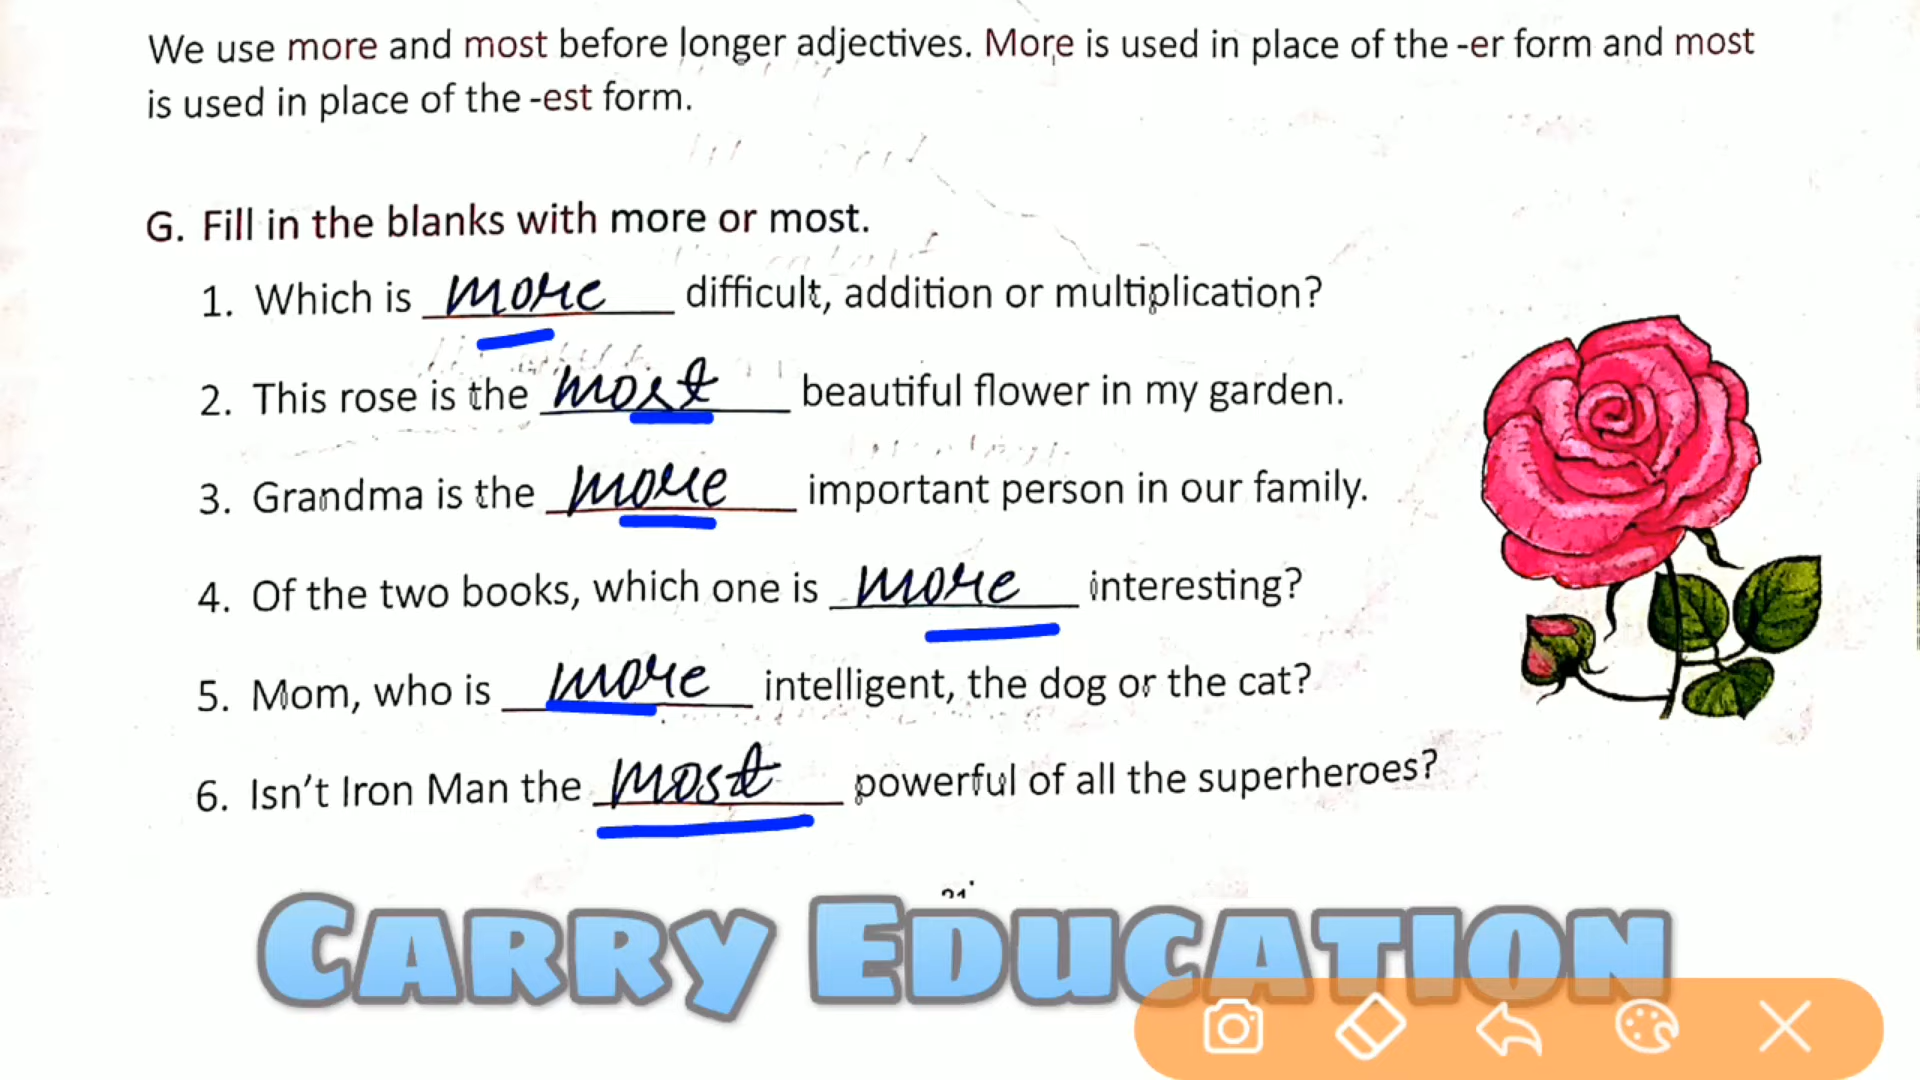 We use more and most before longer adjectives. More is used in place of the -er form and most
is used in place of the -est form.
G. Fill in the blanks with more or most.
1. Which is more difficult, addition or multiplication?
2. This rose is the most beautiful flower in my garden.
3. Grandma is the more important person in our family.
4. Of the two books, which one is more interesting?
5. Mom, who is more intelligent, the dog or the cat?
6. Isn't Iron Man the most powerful of all the superheroes?
CARRY EDUCATION